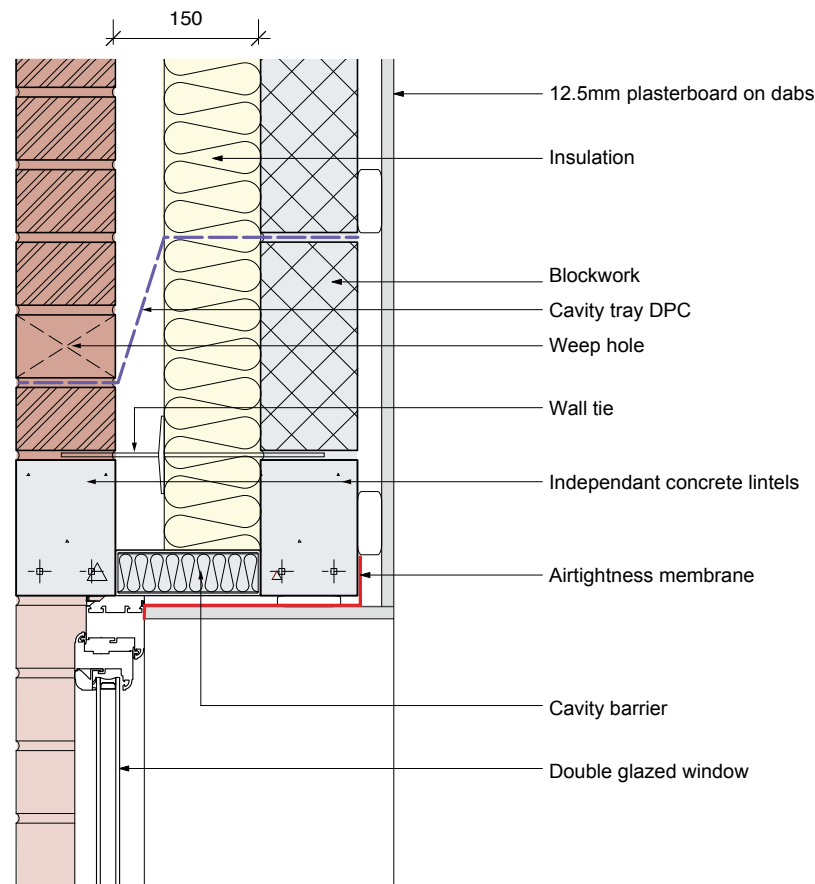 150
12.5mm plasterboard on dabs
Insulation
Blockwork
Cavity tray DPC
Weep hole
Wall tie
Independant concrete lintels
Airtightness membrane
Cavity barrier
Double glazed window